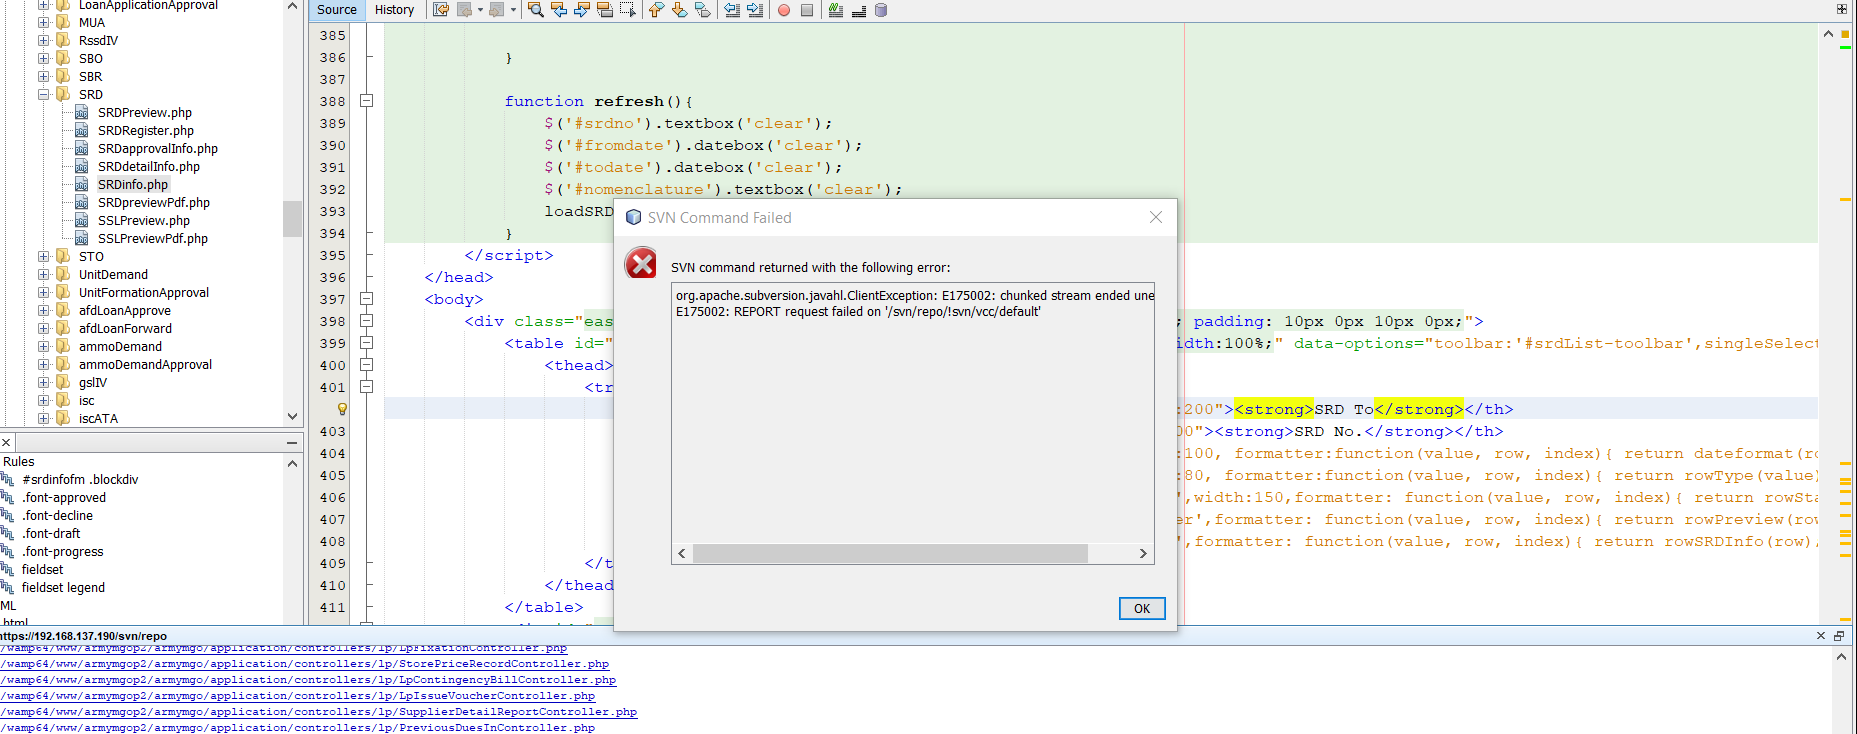 LoanApplicationApproval
MUA
RssdIV
SBO
SBR
SRD
SRDPreview.php
SRDRegister.php
SRDapprovalInfo.php
SRDdetailInfo.php
SRDinfo.php
SRDpreviewPdf.php
SSLPreview.php
SSLPreviewPdf.php
STO
UnitDemand
UnitFormationApproval
afdLoanApprove
afdLoanForward
ammoDemand
ammoDemandApproval
gslIV
isc
iscATA
Rules
#srdinfofm .blockdiv
.font-approved
.font-decline
.font-draft
.font-progress
fieldset
fieldset legend
ML
html
Source History
385
386 }
387
388 function refresh(){
389 $('#srdno').textbox('clear');
390 $('#fromdate').datebox('clear');
391 $('#todate').datebox('clear');
392 $('#nomenclature').textbox('clear');
393 loadSRD
394 }
395 </script>
396 </head>
397 <body>
398 <div class="eas ; padding: 10px 0px 10px 0px;">
399 <table id=" idth:100%;" data-options="toolbar:'#srdList-toolbar',singleSelect
400 <thead>
401 <tr
:200"><strong>SRD To</strong></th>
403 00"><strong>SRD No.</strong></th>
404 :100, formatter:function(value, row, index){ return dateformat(ro
405 :80, formatter:function(value, row, index){ return rowType(value)
406 ',width:150,formatter: function(value, row, index){ return rowSta
407 er',formatter: function(value, row, index){ return rowPreview(row
408 ',formatter: function(value, row, index){ return rowSRDInfo(row)
409 </t
410 </thead
411 </table>
SVN Command Failed
SVN command returned with the following error:
org.apache.subversion.javahl.ClientException: E175002: chunked stream ended une
E175002: REPORT request failed on '/svn/repo/!svn/vcc/default'
OK
https://192.168.137.190/svn/repo
/wamp64/www/armymgop2/armymgo/application/controllers/lp/LpFixationController.php
/wamp64/www/armymgop2/armymgo/application/controllers/lp/StorePriceRecordController.php
/wamp64/www/armymgop2/armymgo/application/controllers/lp/LpContingencyBillController.php
/wamp64/www/armymgop2/armymgo/application/controllers/lp/LpIssueVoucherController.php
/wamp64/www/armymgop2/armymgo/application/controllers/lp/SupplierDetailReportController.php
/wamp64/www/armymgop2/armymgo/application/controllers/lp/PreviousDuesInController.php